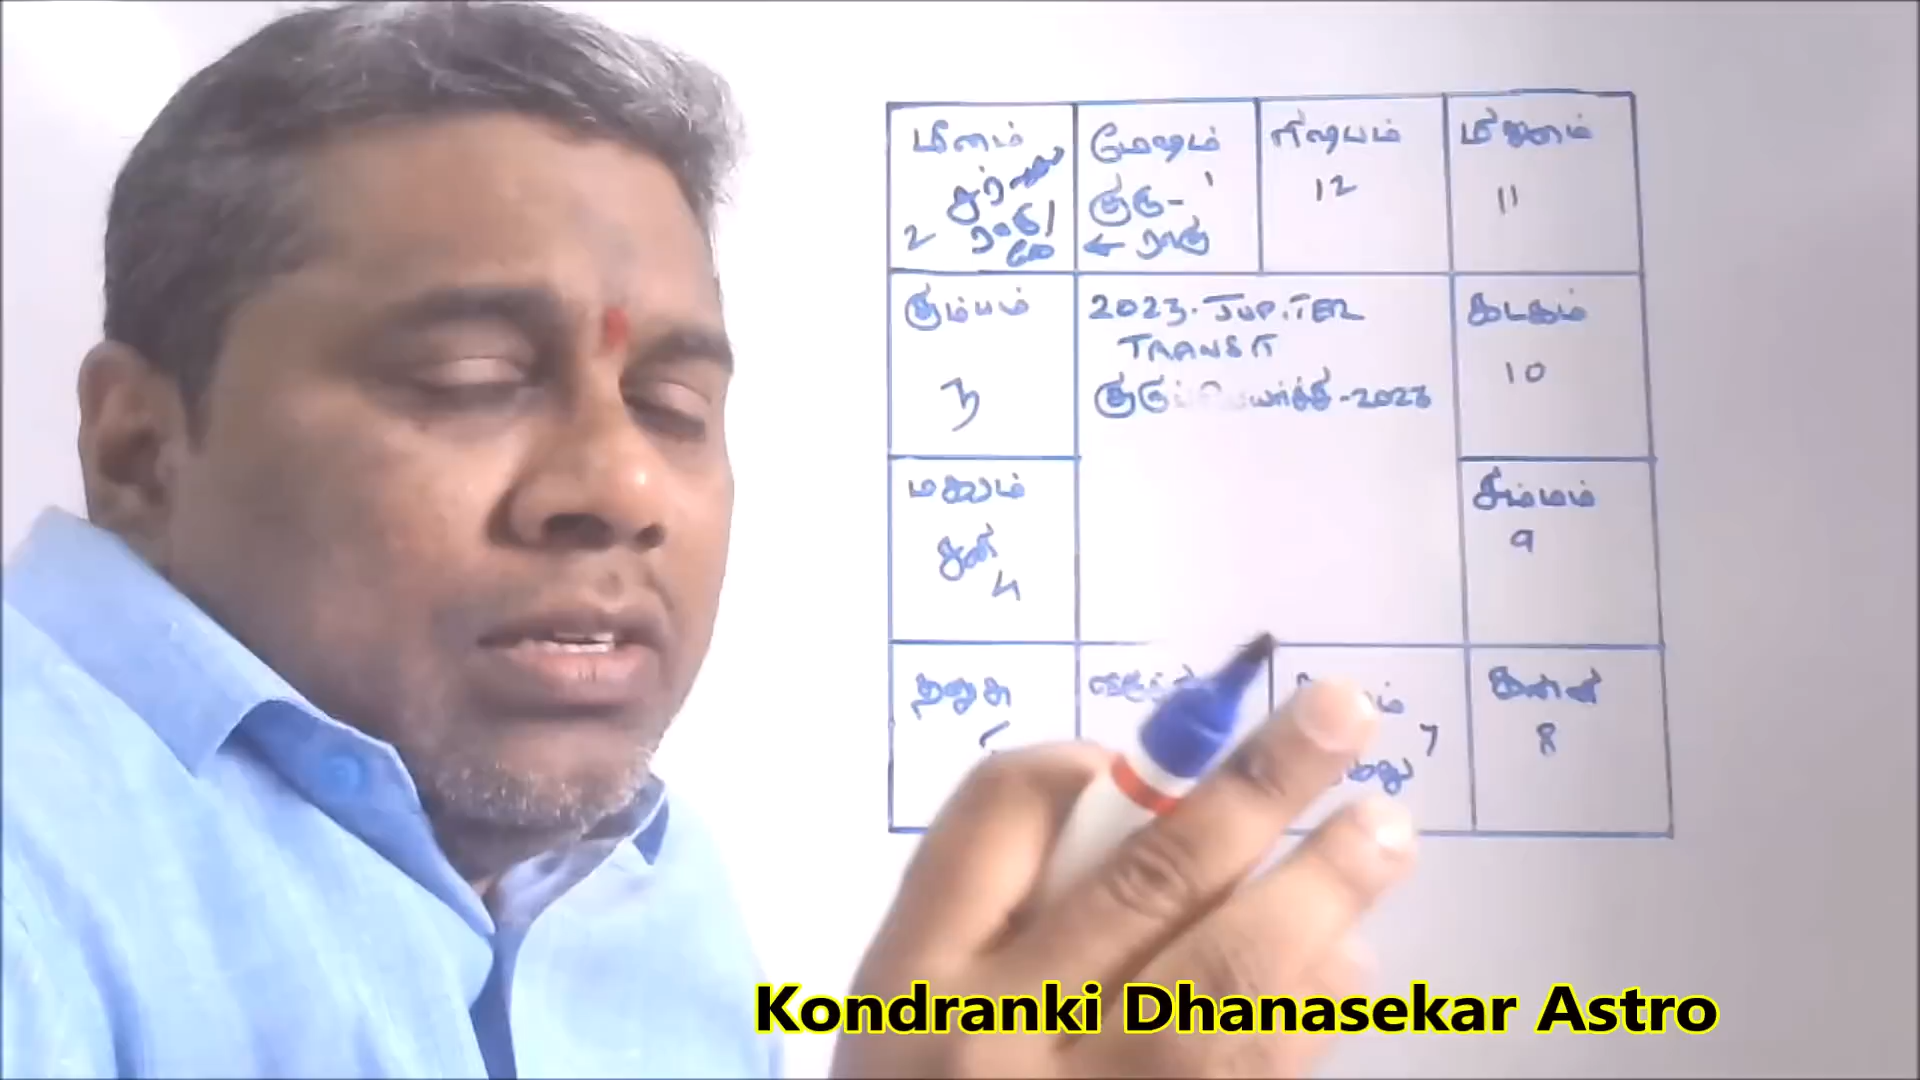 மீனம்
2
மேஷம்
குரு- 1
← ராகு
ரிஷபம்
12
மிதுனம்
11
கும்பம்
3
2023. JUPITER
TRANSIT
குருப்பெயர்ச்சி-2023
கடகம்
10
மகரம்
சனி
4
சிம்மம்
9
தனுசு
7
கன்னி
8
Kondranki Dhanasekar Astro